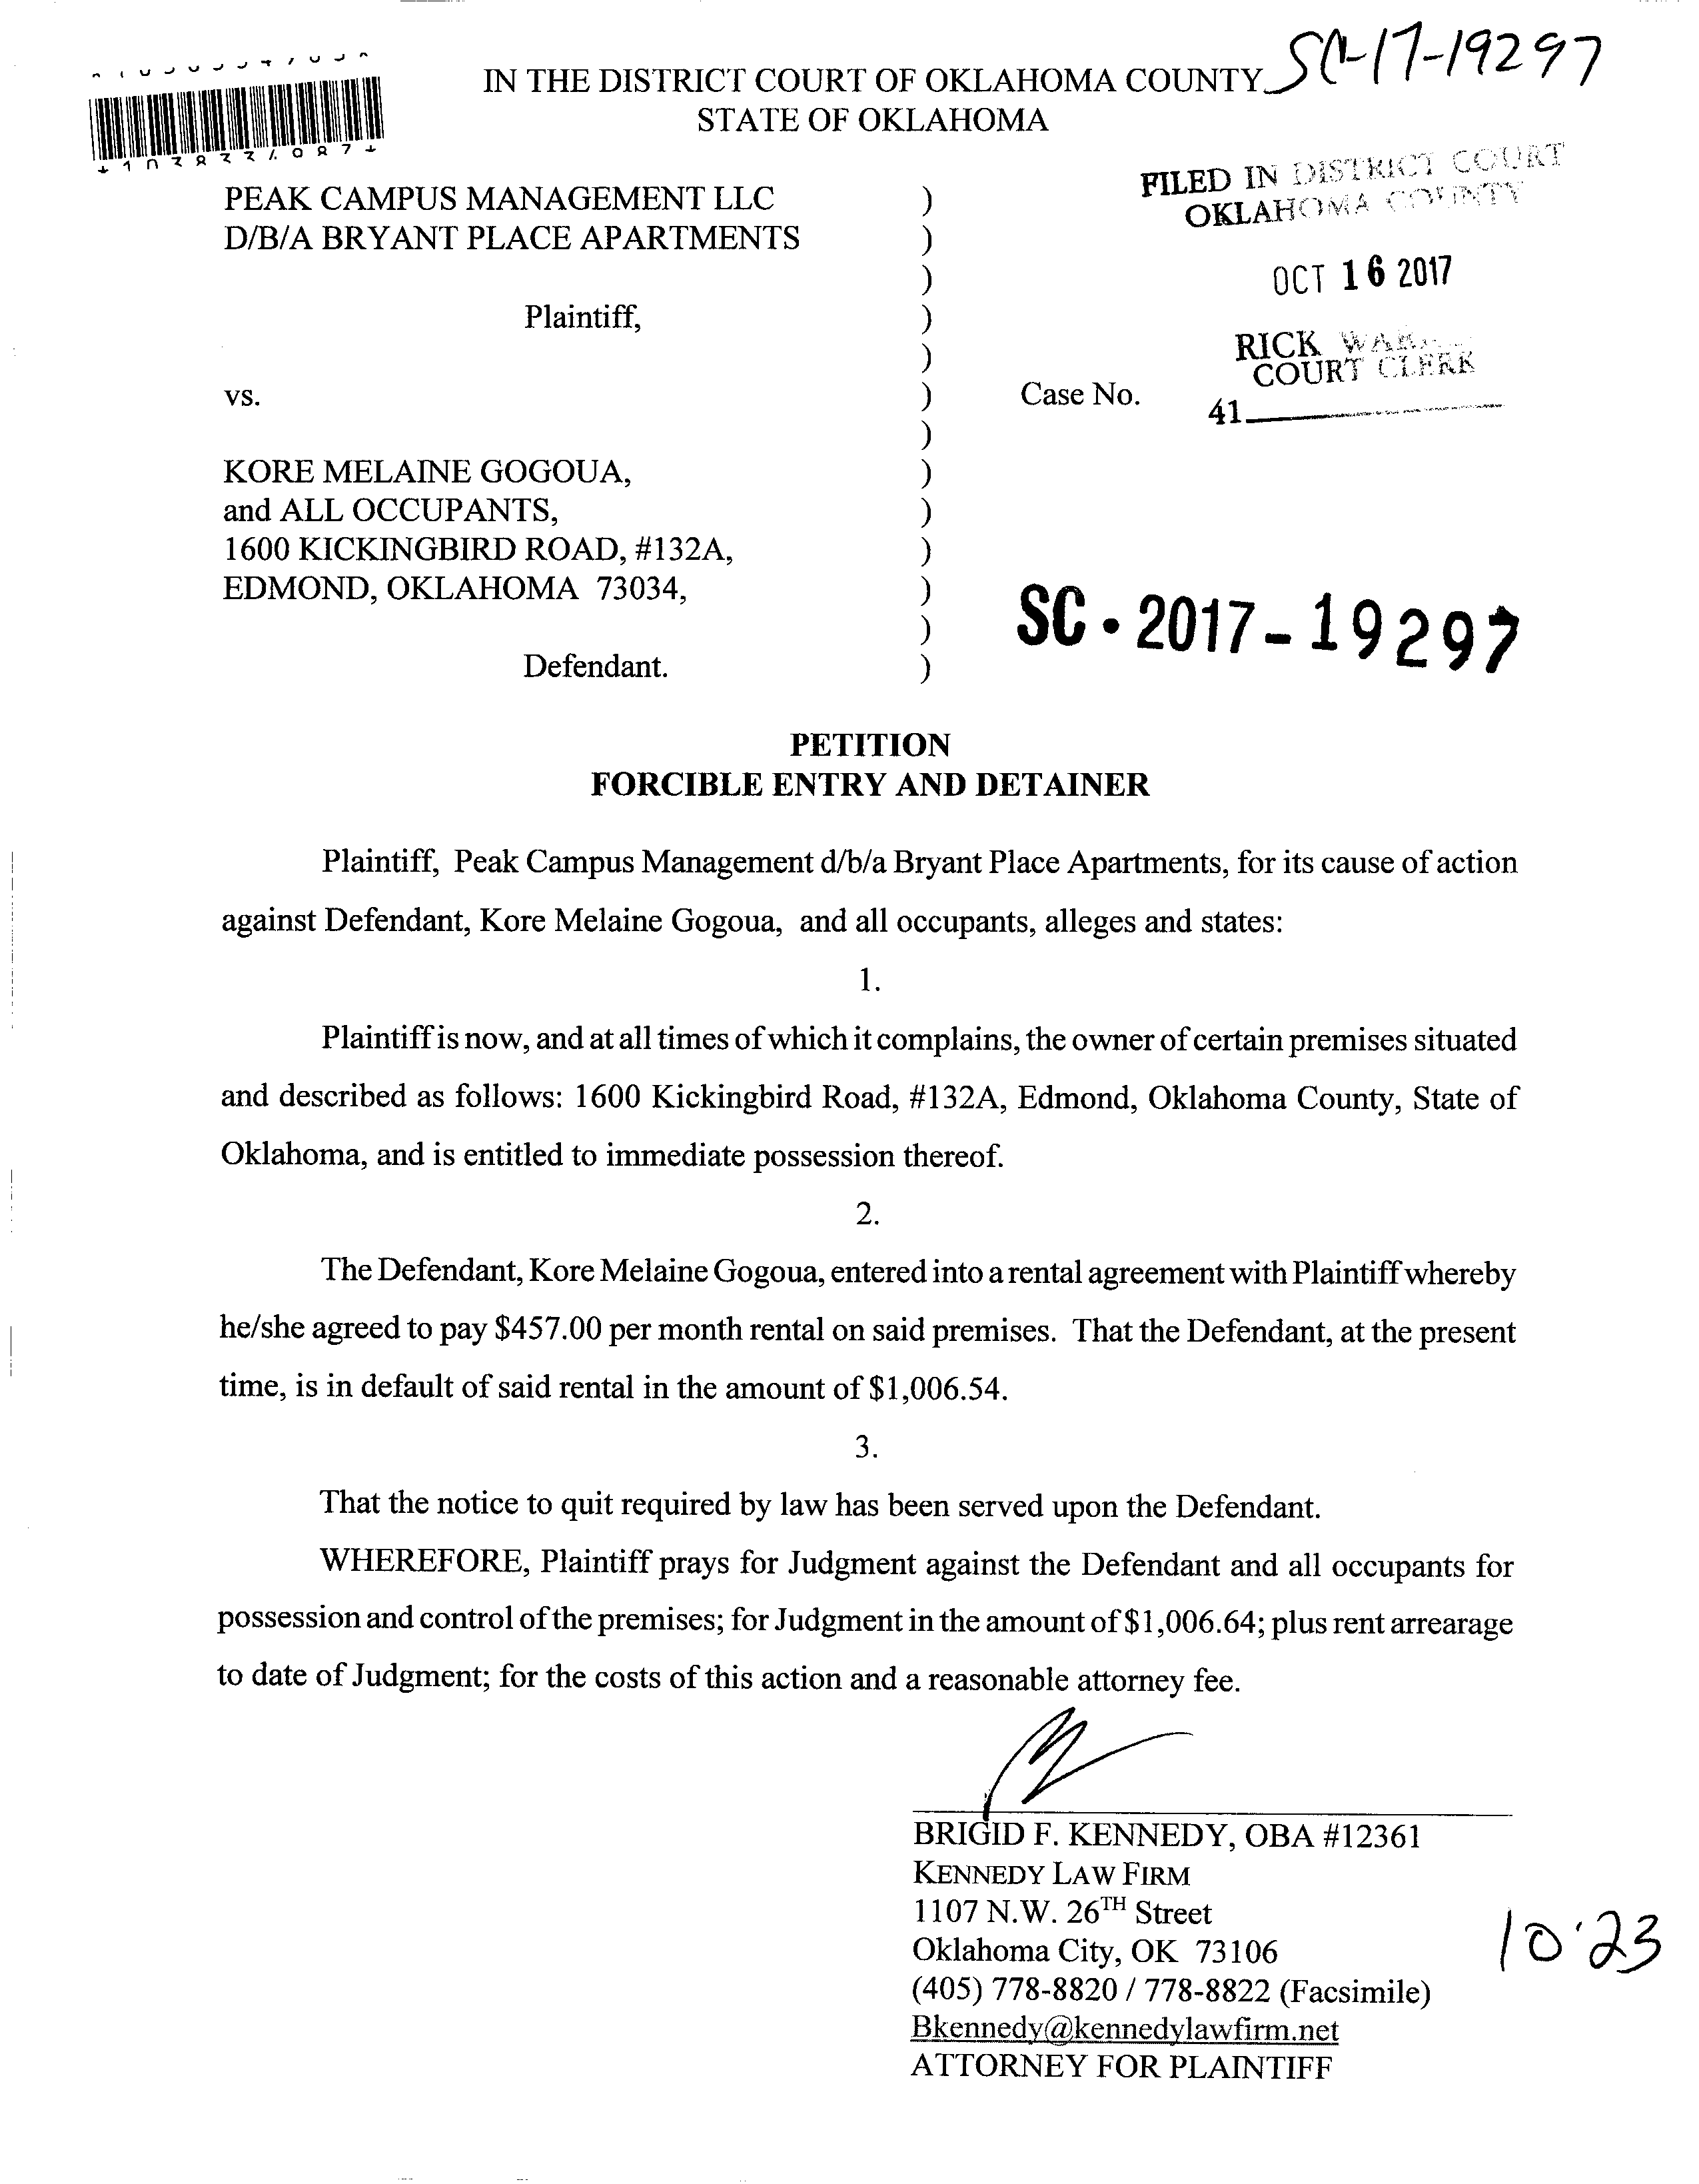 SC-17-19297
IN THE DISTRICT COURT OF OKLAHOMA COUNTY
STATE OF OKLAHOMA
FILED IN DISTRICT COURT
OKLAHOMA COUNTY
OCT 16 2017
RICK
COURT CLERK
41
PEAK CAMPUS MANAGEMENT LLC )
D/B/A BRYANT PLACE APARTMENTS )
)
Plaintiff, )
)
vs. ) Case No.
)
KORE MELAINE GOGOUA, )
and ALL OCCUPANTS, )
1600 KICKINGBIRD ROAD, #132A, )
EDMOND, OKLAHOMA 73034, )
)
Defendant. )
SC • 2017 - 19297
PETITION
FORCIBLE ENTRY AND DETAINER
Plaintiff, Peak Campus Management d/b/a Bryant Place Apartments, for its cause of action
against Defendant, Kore Melaine Gogoua, and all occupants, alleges and states:
1.
Plaintiff is now, and at all times of which it complains, the owner of certain premises situated
and described as follows: 1600 Kickingbird Road, #132A, Edmond, Oklahoma County, State of
Oklahoma, and is entitled to immediate possession thereof.
2.
The Defendant, Kore Melaine Gogoua, entered into a rental agreement with Plaintiff whereby
he/she agreed to pay $457.00 per month rental on said premises. That the Defendant, at the present
time, is in default of said rental in the amount of $1,006.54.
3.
That the notice to quit required by law has been served upon the Defendant.
WHEREFORE, Plaintiff prays for Judgment against the Defendant and all occupants for
possession and control of the premises; for Judgment in the amount of $1,006.64; plus rent arrearage
to date of Judgment; for the costs of this action and a reasonable attorney fee.
BRIGID F. KENNEDY, OBA #12361
KENNEDY LAW FIRM
1107 N.W. 26TH Street
Oklahoma City, OK 73106
(405) 778-8820 / 778-8822 (Facsimile)
Bkennedy@kennedylawfirm.net
ATTORNEY FOR PLAINTIFF
10:23